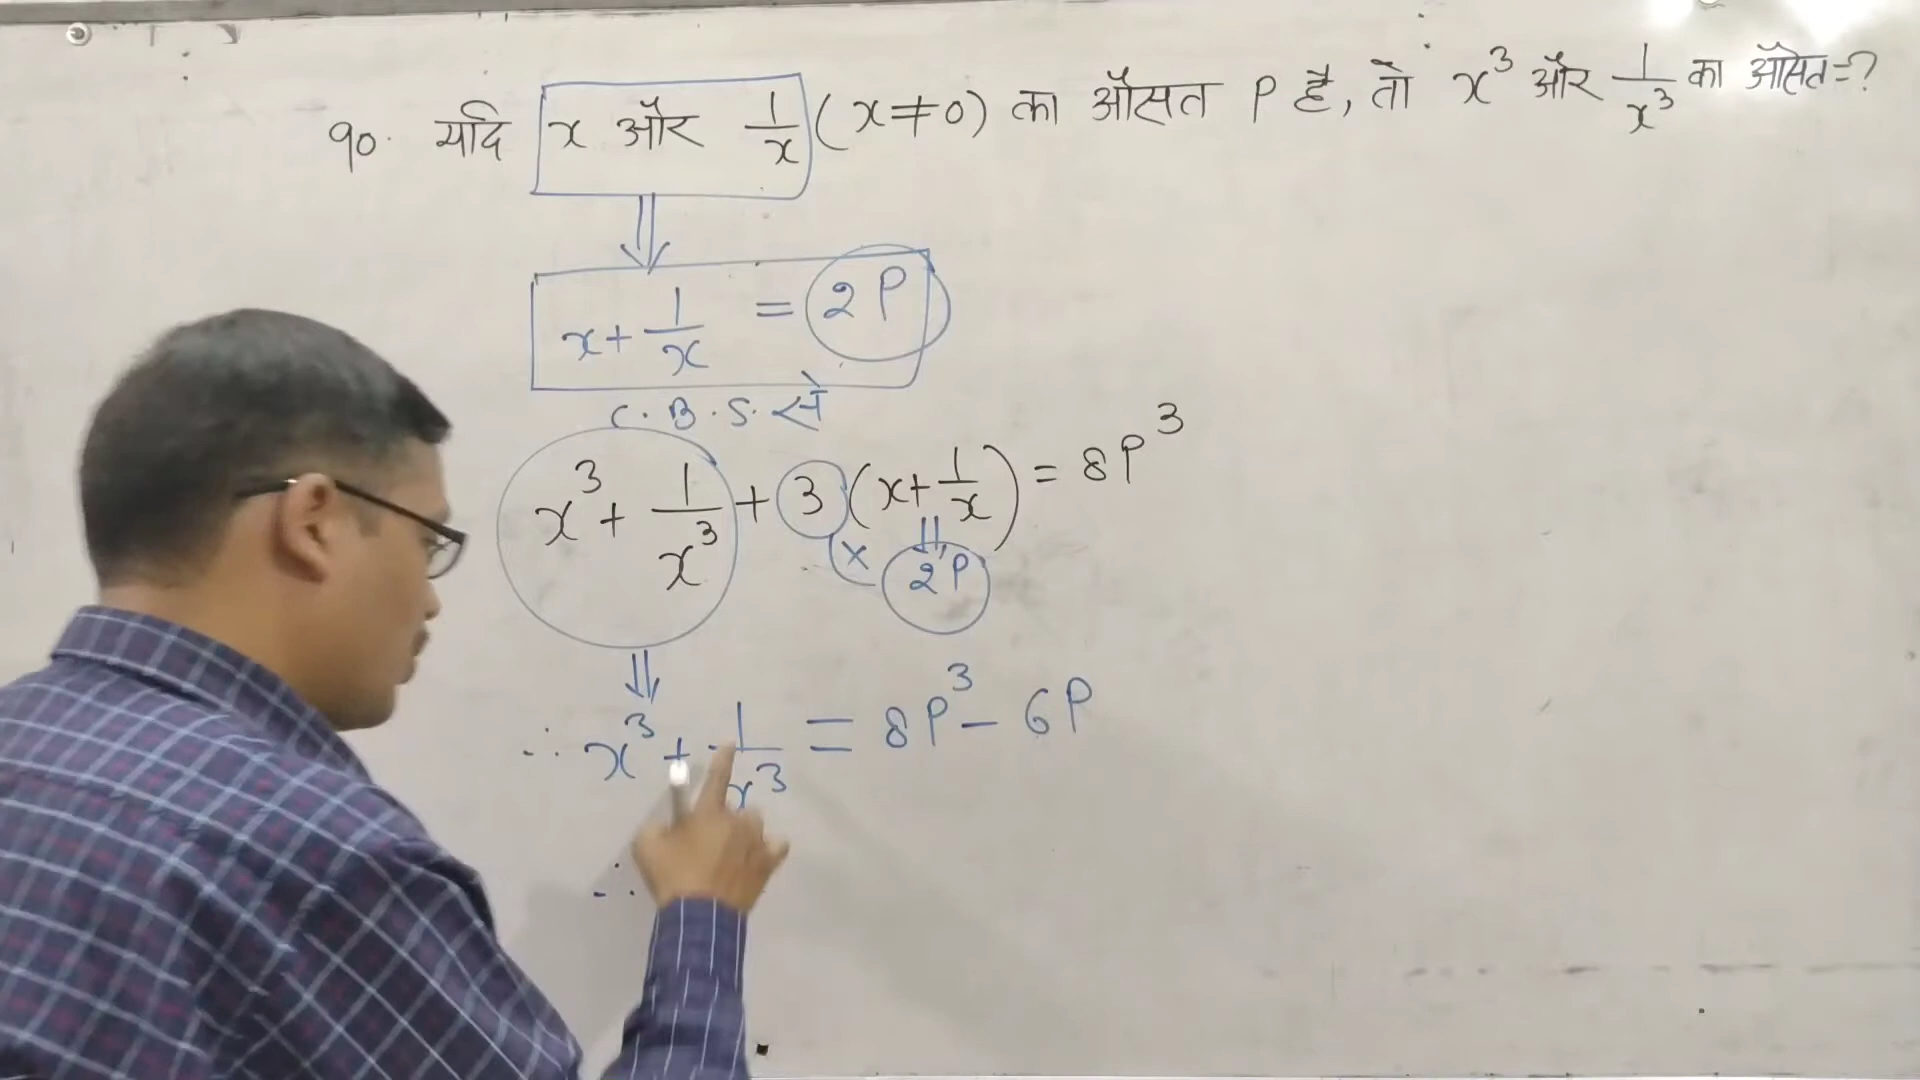 90. यदि x और 1/x (x≠0) का औसत P है, तो x³ और 1/x³ का औसत=?
x + 1/x = 2P
C.B.S. से
x³ + 1/x³ + 3(x + 1/x) = 8P³
x 2P
∴ x³ + 1/x³ = 8P³ - 6P
∴